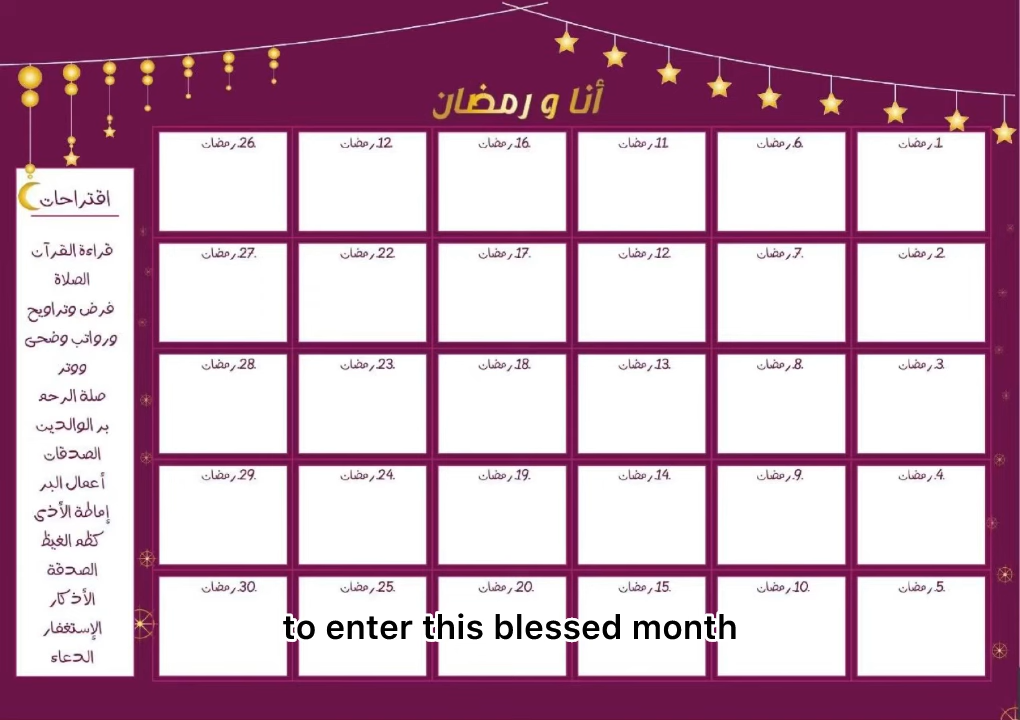 أنا و رمضان
1.رمضان
.6.رمضان
11.رمضان
.16.رمضان
.12.رمضان
.26.رمضان
.2.رمضان
.7.رمضان
.12.رمضان
.17.رمضان
.22.رمضان
.27.رمضان
.3.رمضان
.8.رمضان
.13.رمضان
.18.رمضان
.23.رمضان
.28.رمضان
.4.رمضان
.9.رمضان
.14.رمضان
.19.رمضان
.24.رمضان
.29.رمضان
.5.رمضان
.10.رمضان
.15.رمضان
.20.رمضان
.25.رمضان
.30.رمضان
اقتراحات
قراءة القرآن
الصلاة
فرض وتراويح
ورواتب وضحى
ووتر
صلة الرحم
بر الوالدين
الصدقات
أعمال البر
إماطة الأذى
كظم الغيظ
الصدقة
الأذكار
الإستغفار
الدعاء
to enter this blessed month